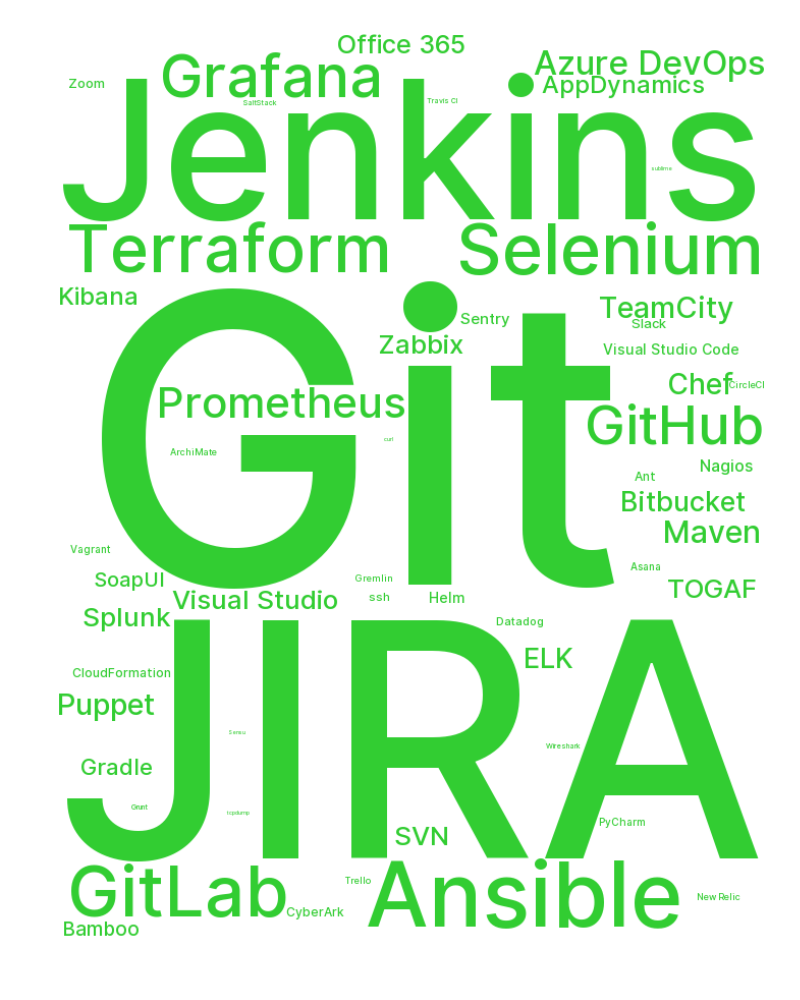 Office 365
Grafana
Azure DevOps
Zoom
AppDynamics
SaltStack
Travis CI
Jenkins
sublime
Terraform
Selenium
Kibana
TeamCity
Sentry
Slack
Zabbix
Visual Studio Code
Git
Chef
CircleCI
Prometheus
GitHub
curl
ArchiMate
Nagios
Ant
Bitbucket
Maven
Vagrant
Asana
SoapUI
Gremlin
TOGAF
Visual Studio
ssh
Helm
Splunk
Datadog
ELK
CloudFormation
Puppet
JIRA
Sensu
Wireshark
Gradle
Grunt
tcpdump
PyCharm
SVN
GitLab
Trello
Ansible
New Relic
CyberArk
Bamboo